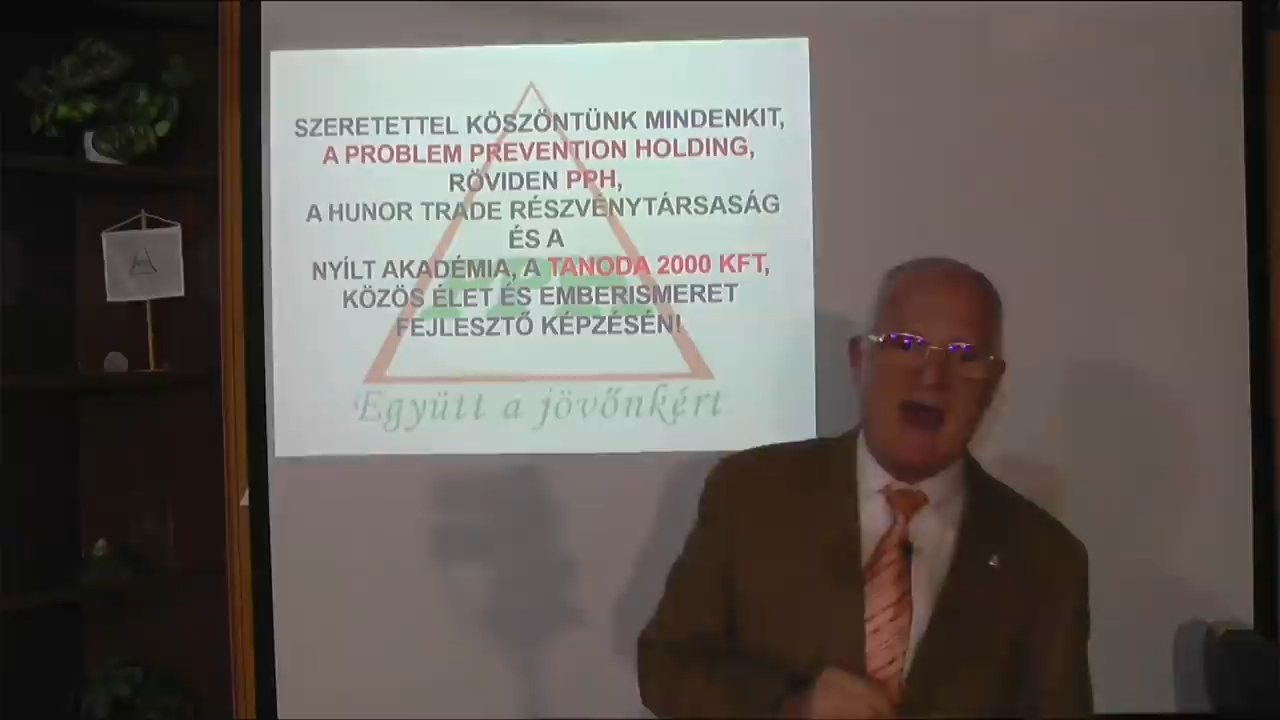 SZERETETTEL KÖSZÖNTÜNK MINDENKIT,
A PROBLEM PREVENTION HOLDING,
RÖVIDEN PPH,
A HUNOR TRADE RÉSZVÉNYTÁRSASÁG
ÉS A
NYÍLT AKADÉMIA, A TANODA 2000 KFT,
KÖZÖS ÉLET ÉS EMBERISMERET
FEJLESZTŐ KÉPZÉSÉN!
Együtt a jövőnkért